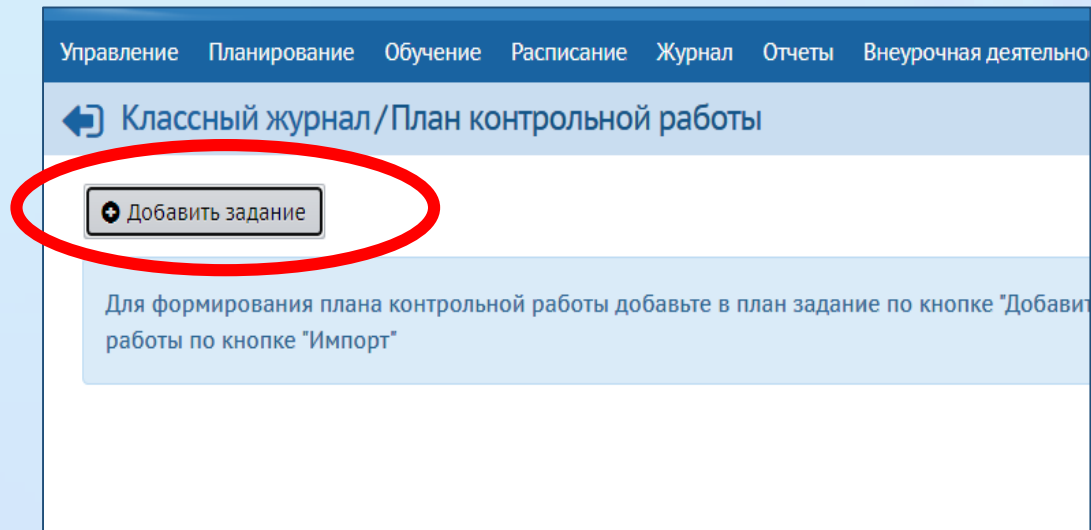 Управление Планирование Обучение Расписание Журнал Отчеты Внеурочная деятельно
Классный журнал/План контрольной работы
Добавить задание
Для формирования плана контрольной работы добавьте в план задание по кнопке "Добавит
работы по кнопке "Импорт"